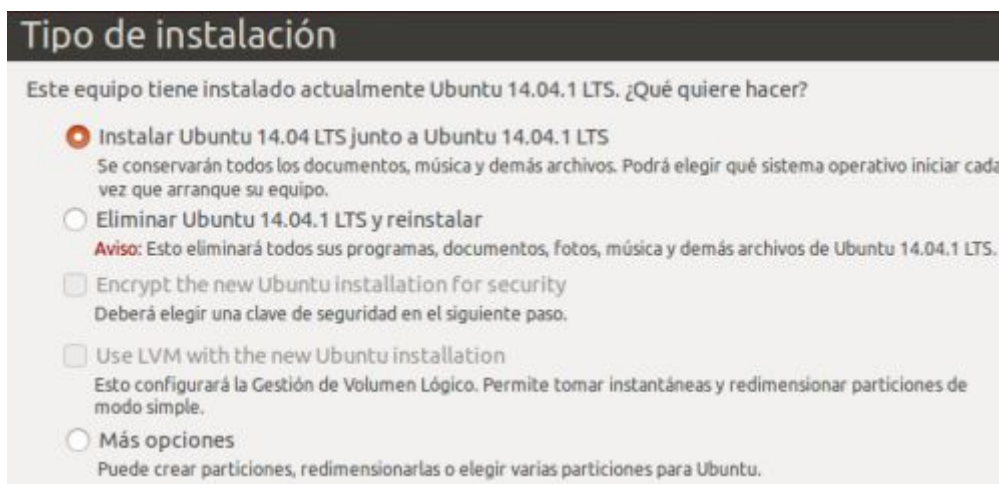 Tipo de instalación
Este equipo tiene instalado actualmente Ubuntu 14.04.1 LTS. ¿Qué quiere hacer?
Instalar Ubuntu 14.04 LTS junto a Ubuntu 14.04.1 LTS
Se conservarán todos los documentos, música y demás archivos. Podrá elegir qué sistema operativo iniciar cada
vez que arranque su equipo.
Eliminar Ubuntu 14.04.1 LTS y reinstalar
Aviso: Esto eliminará todos sus programas, documentos, fotos, música y demás archivos de Ubuntu 14.04.1 LTS.
Encrypt the new Ubuntu installation for security
Deberá elegir una clave de seguridad en el siguiente paso.
Use LVM with the new Ubuntu installation
Esto configurará la Gestión de Volumen Lógico. Permite tomar instantáneas y redimensionar particiones de
modo simple.
Más opciones
Puede crear particiones, redimensionarlas o elegir varias particiones para Ubuntu.